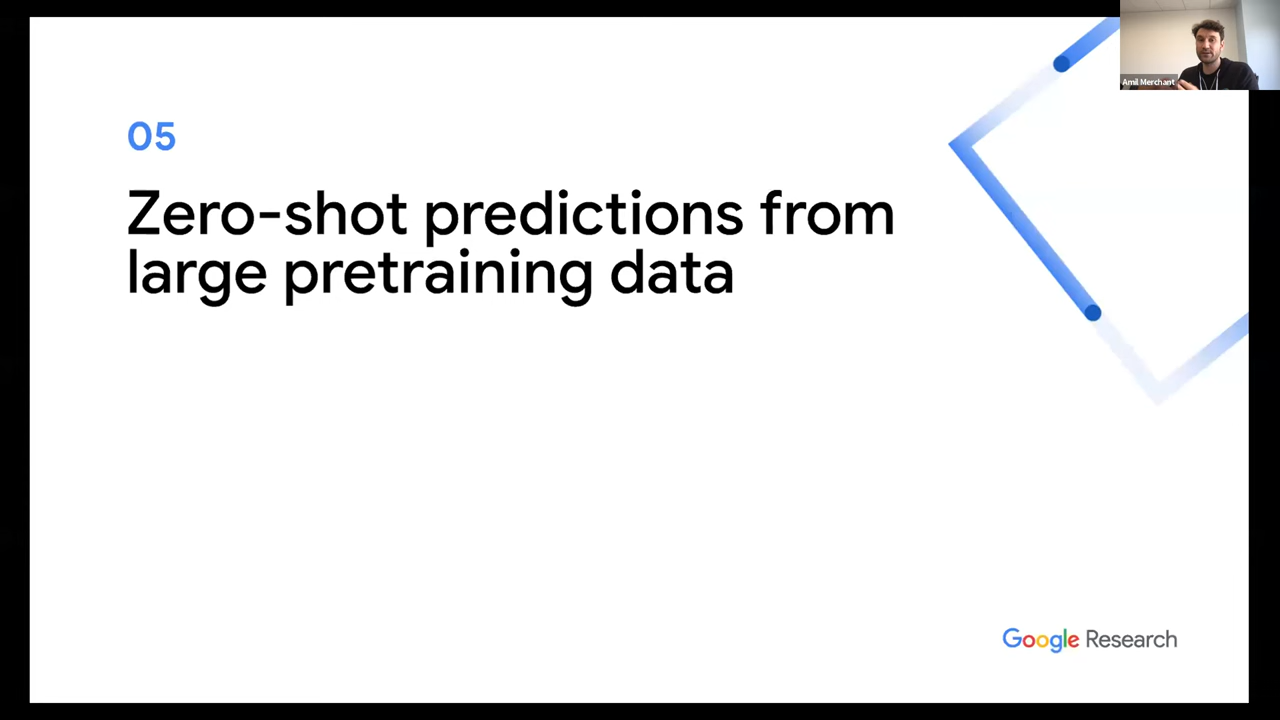 Amil Merchant
05
Zero-shot predictions from
large pretraining data
Google Research